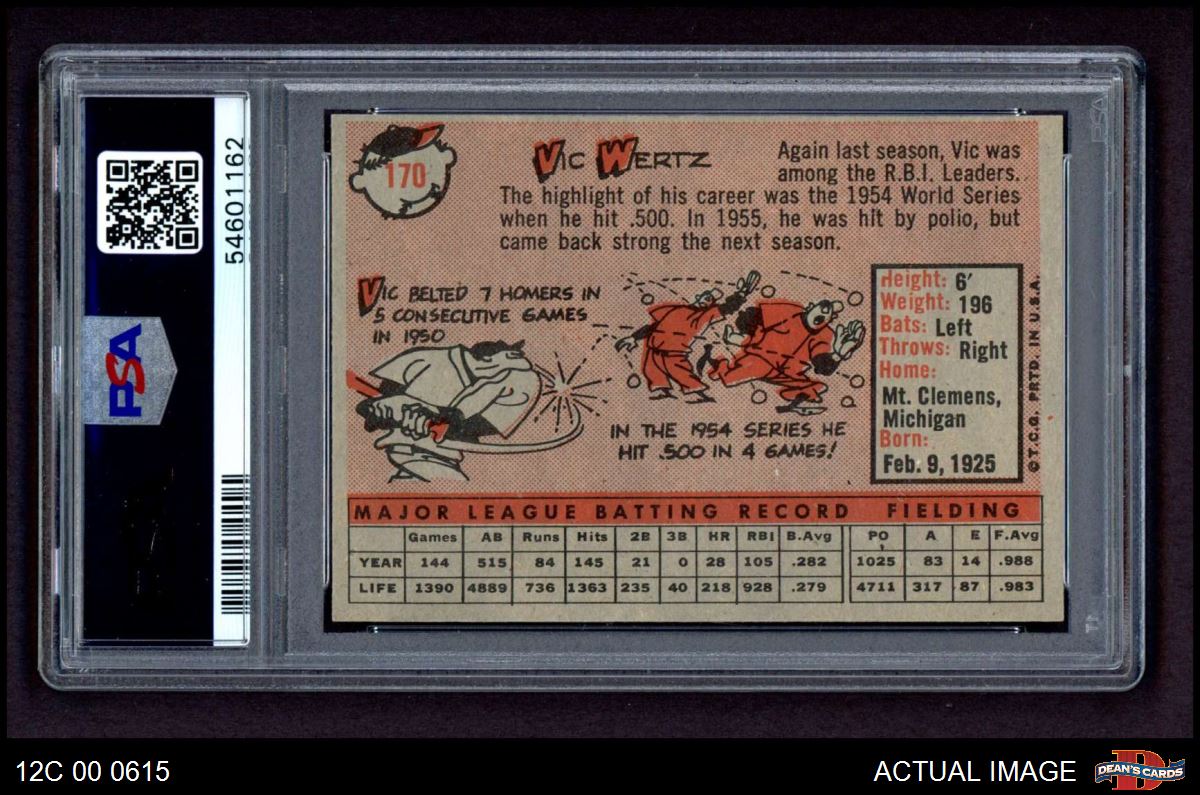 54601162
PSA
170
VIC WERTZ
Again last season, Vic was
among the R.B.I. Leaders.
The highlight of his career was the 1954 World Series
when he hit .500. In 1955, he was hit by polio, but
came back strong the next season.
VIC BELTED 7 HOMERS IN
5 CONSECUTIVE GAMES
IN 1950
IN THE 1954 SERIES HE
HIT .500 IN 4 GAMES!
Height: 6'
Weight: 196
Bats: Left
Throws: Right
Home:
Mt. Clemens,
Michigan
Born:
Feb. 9, 1925
©T.C.G. PRTD. IN U.S.A.
MAJOR LEAGUE BATTING RECORD FIELDING
Games AB Runs Hits 2B 3B HR RBI B.Avg PO A E F.Avg
YEAR 144 515 84 145 21 0 28 105 .282 1025 83 14 .988
LIFE 1390 4889 736 1363 235 40 218 928 .279 4711 317 87 .983
PSA
12C 00 0615
ACTUAL IMAGE
D
DEAN'S CARDS